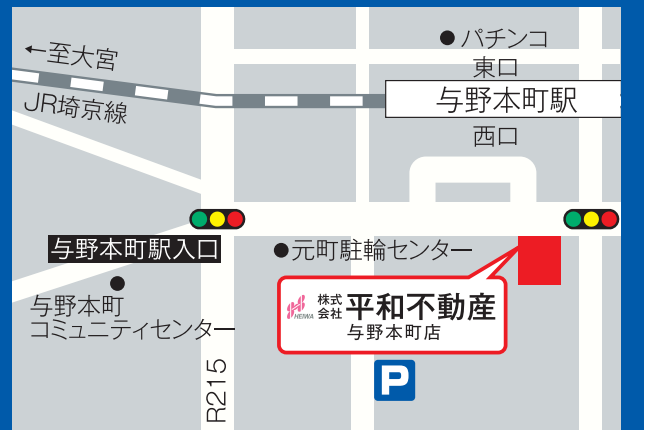 パチンコ
←至大宮
東口
JR埼京線
与野本町駅
西口
与野本町駅入口
元町駐輪センター
与野本町
コミュニティセンター
HEIWA
株式
会社
平和不動産
与野本町店
R215
P